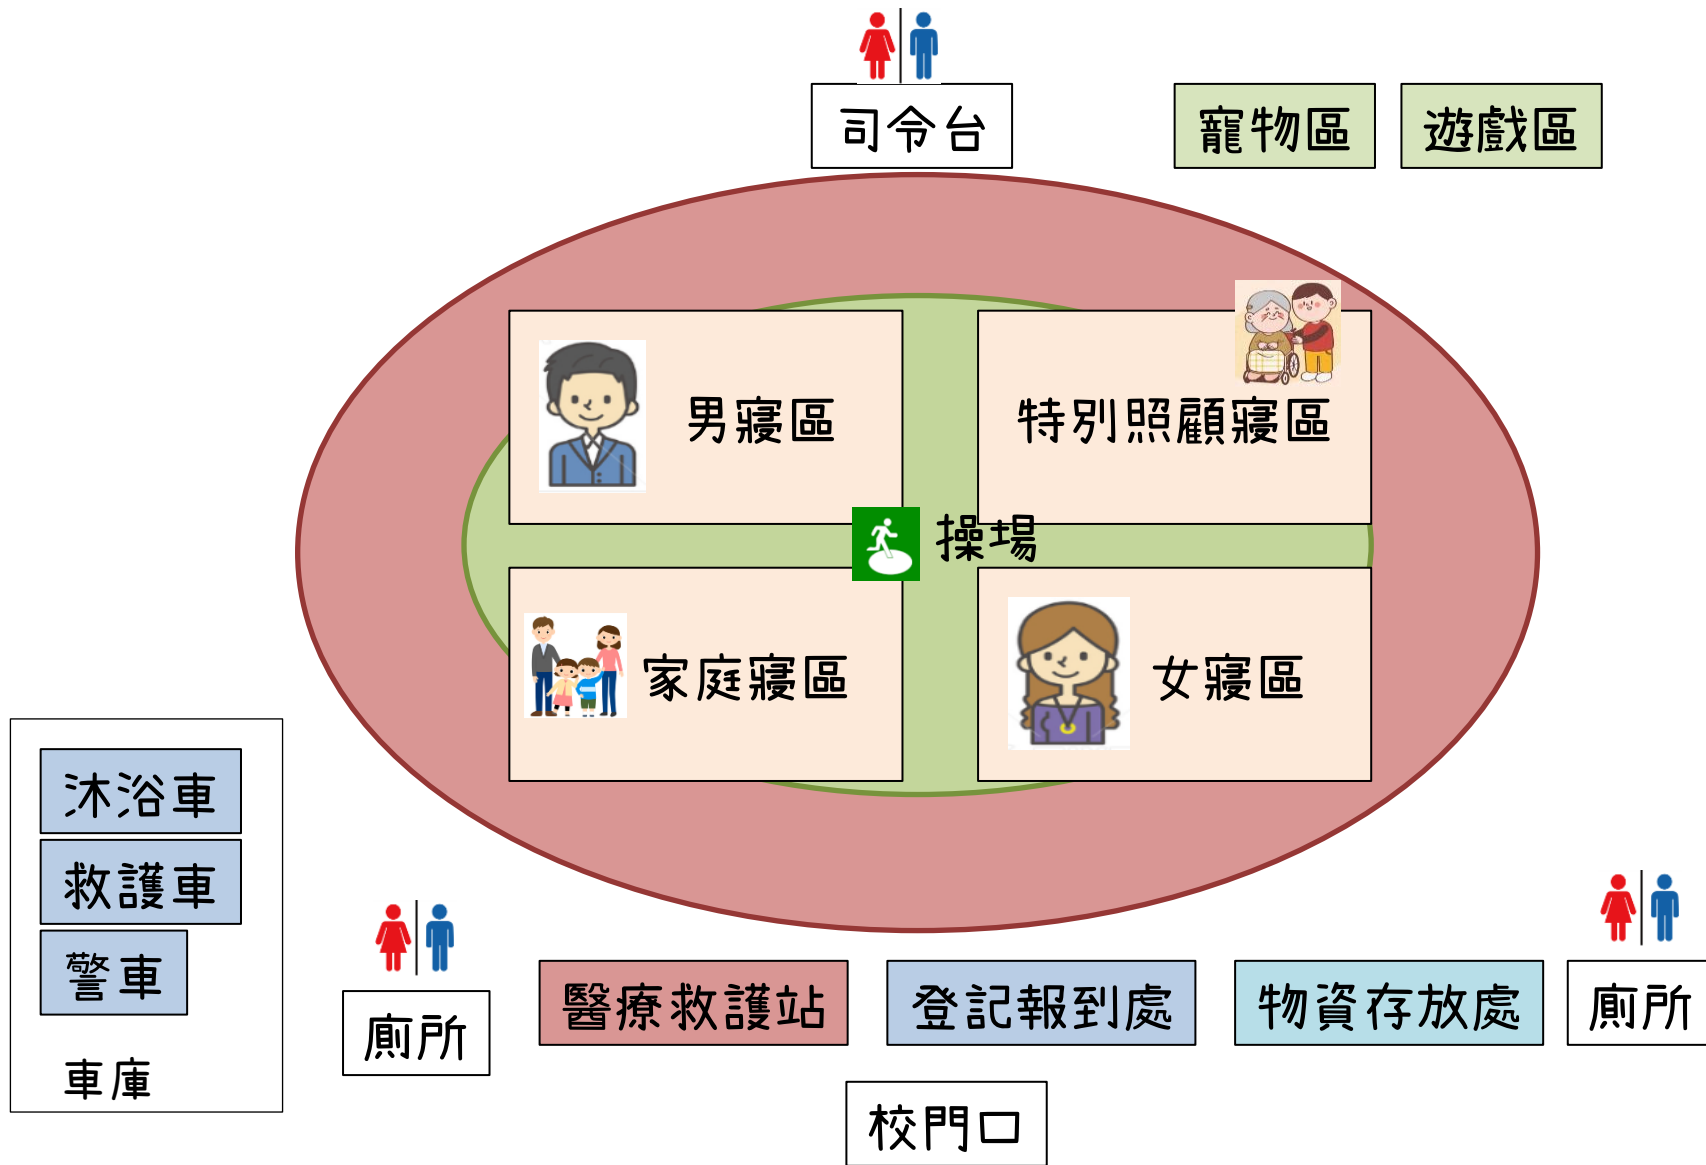 司令台
寵物區
遊戲區
男寢區
特別照顧寢區
操場
家庭寢區
女寢區
沐浴車
救護車
警車
車庫
廁所
醫療救護站
登記報到處
物資存放處
廁所
校門口